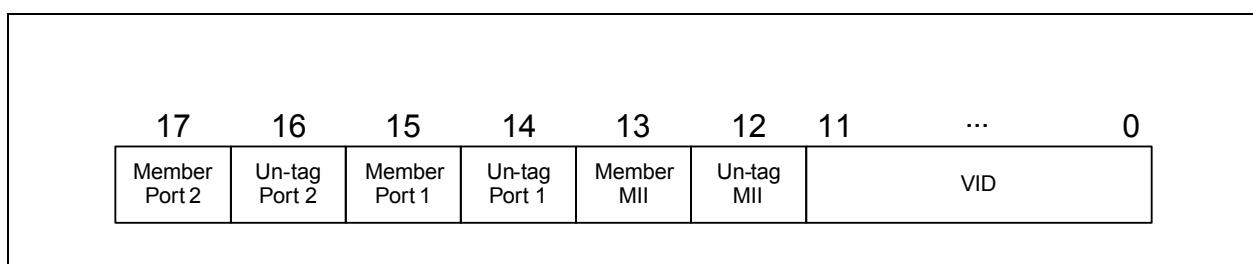 17 16 15 14 13 12 11 ... 0
Member Un-tag Member Un-tag Member Un-tag VID
Port 2 Port 2 Port 1 Port 1 MII MII